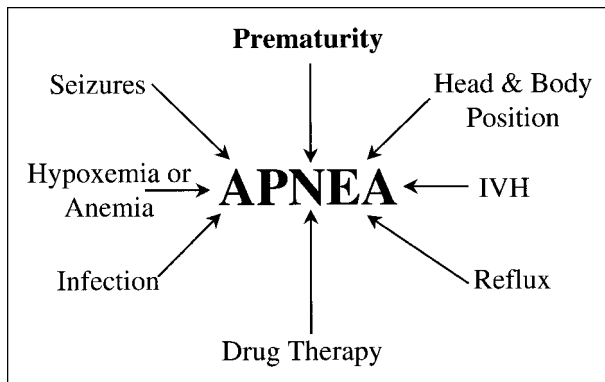 Prematurity
Seizures
Head & Body
Position
Hypoxemia or
Anemia
APNEA
IVH
Infection
Reflux
Drug Therapy